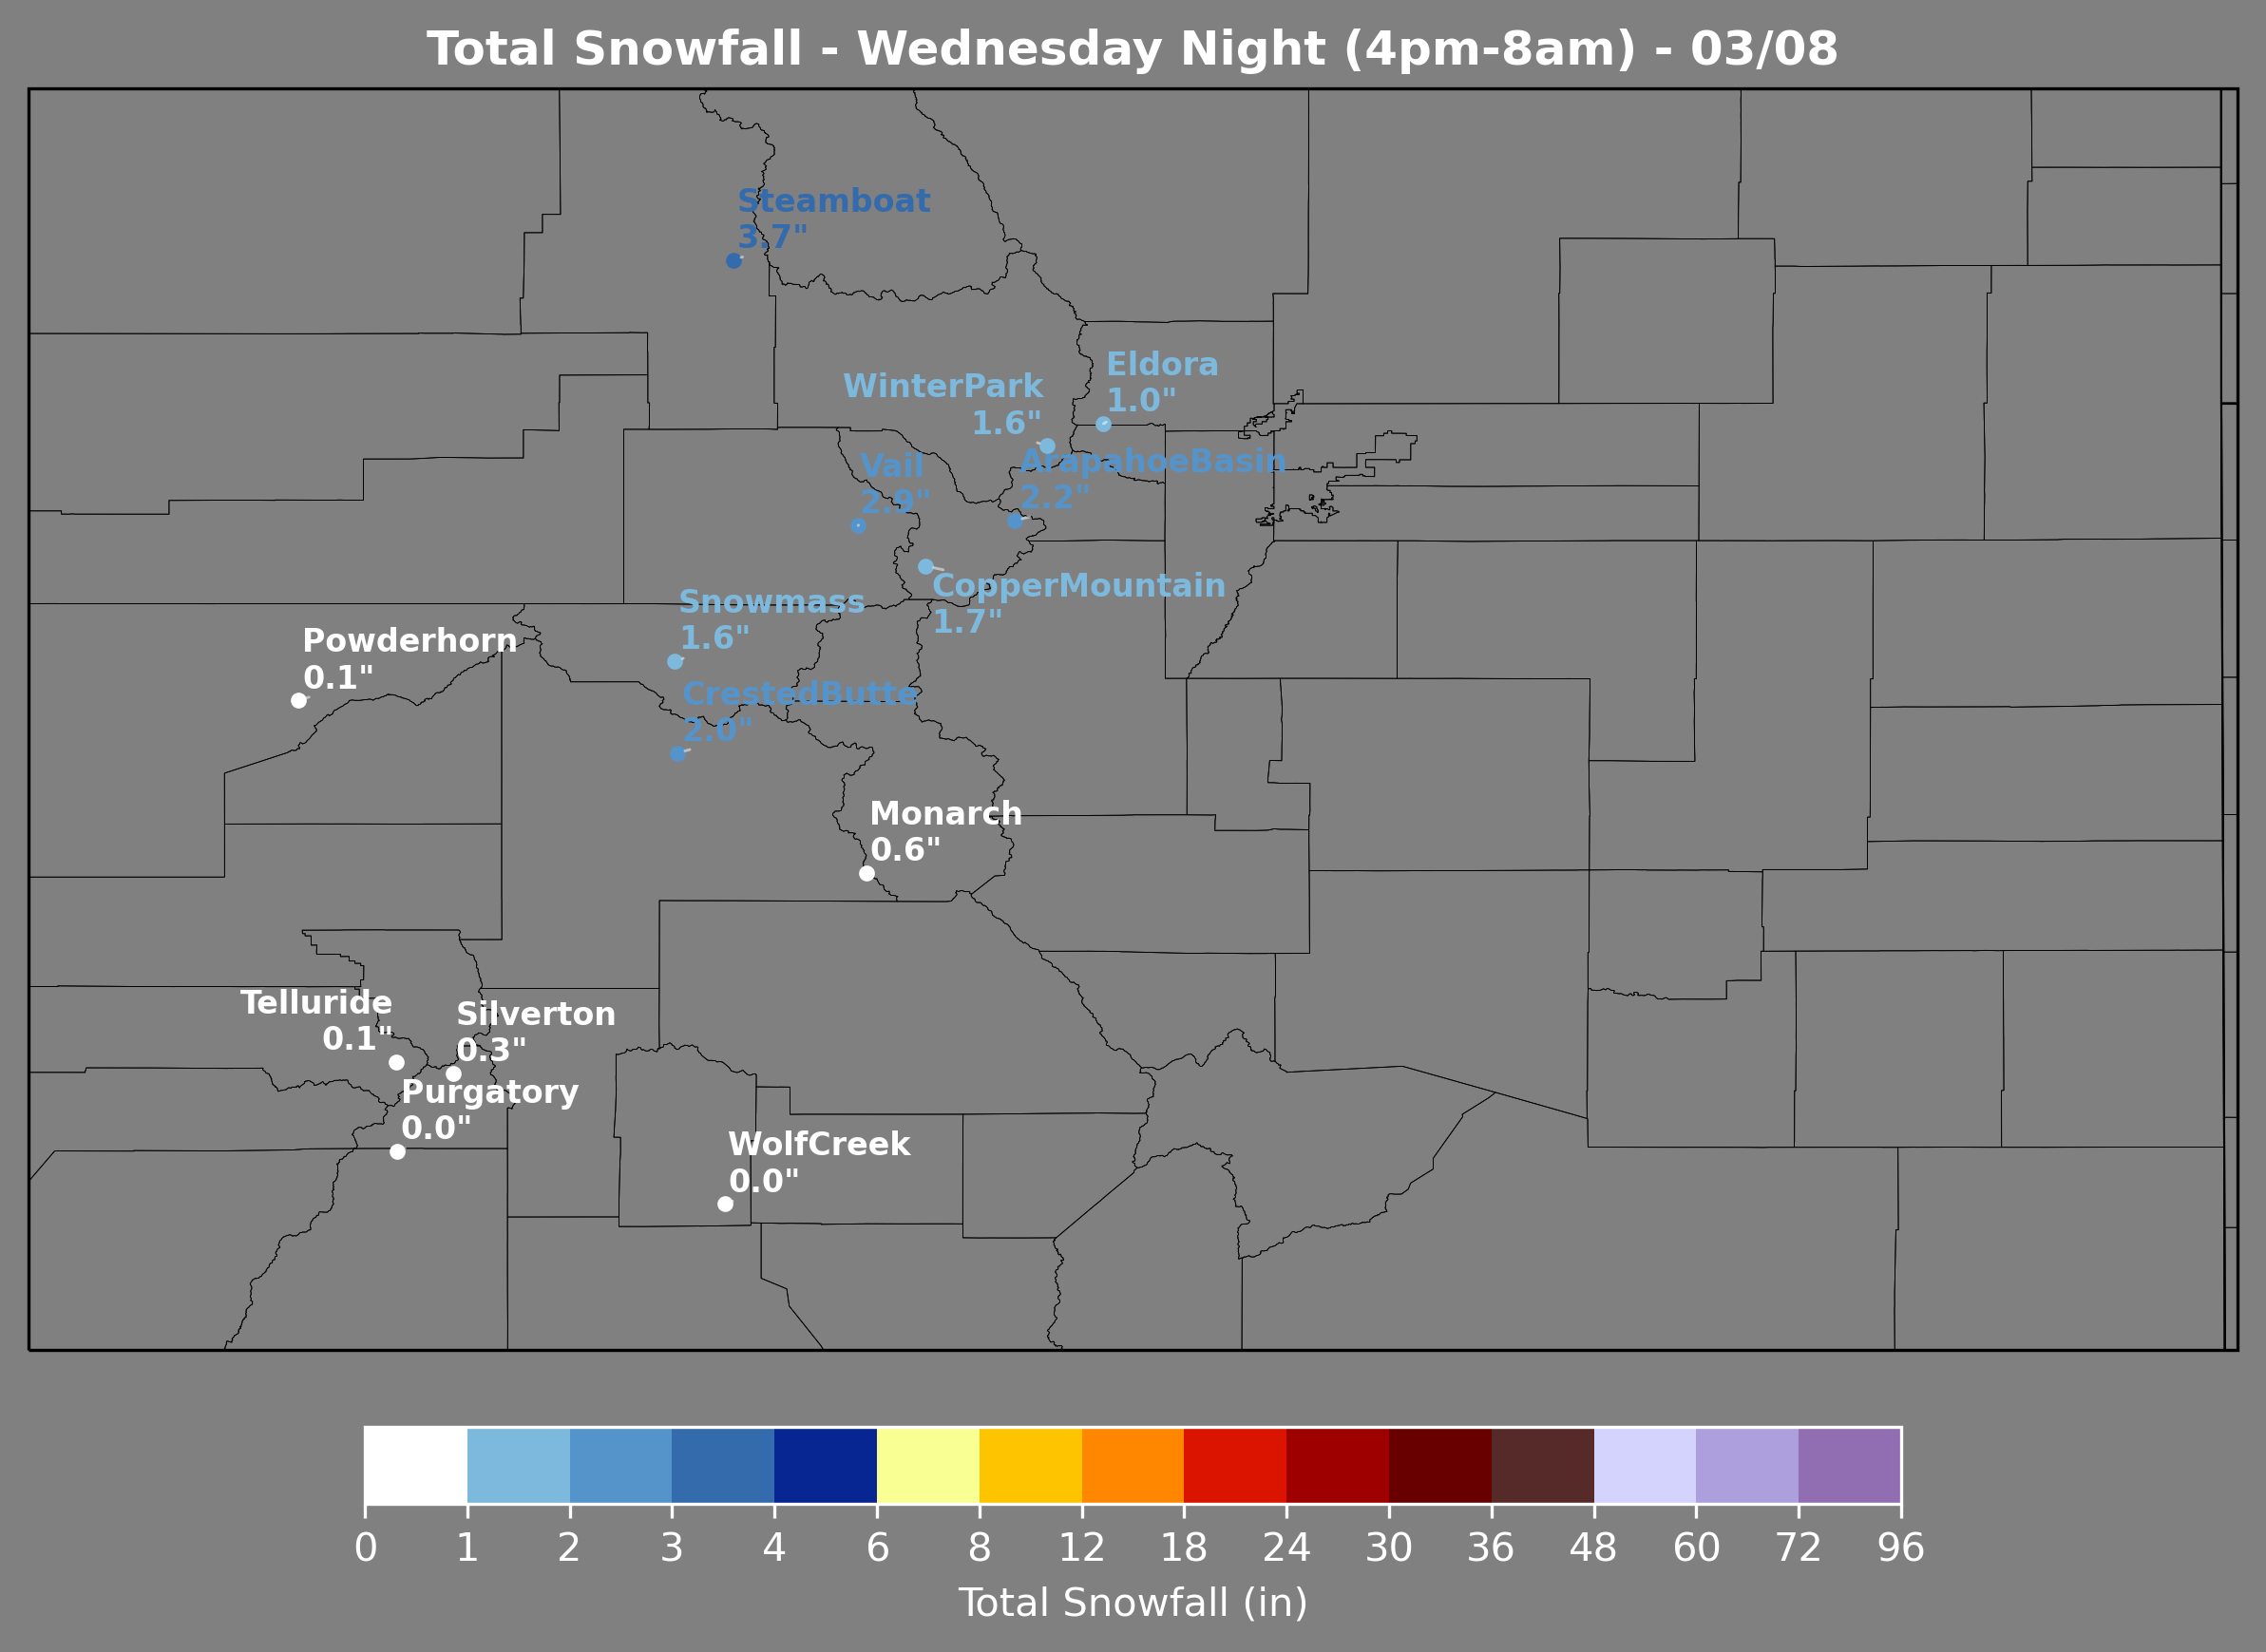 Total Snowfall - Wednesday Night (4pm-8am) - 03/08
Steamboat
3.7"
Eldora
1.0"
WinterPark
1.6"
Vail
2.9"
ArapahoeBasin
2.2"
CopperMountain
1.7"
Snowmass
1.6"
Powderhorn
0.1"
CrestedButte
2.0"
Monarch
0.6"
Telluride
0.1"
Silverton
0.3"
Purgatory
0.0"
WolfCreek
0.0"
0 1 2 3 4 6 8 12 18 24 30 36 48 60 72 96
Total Snowfall (in)